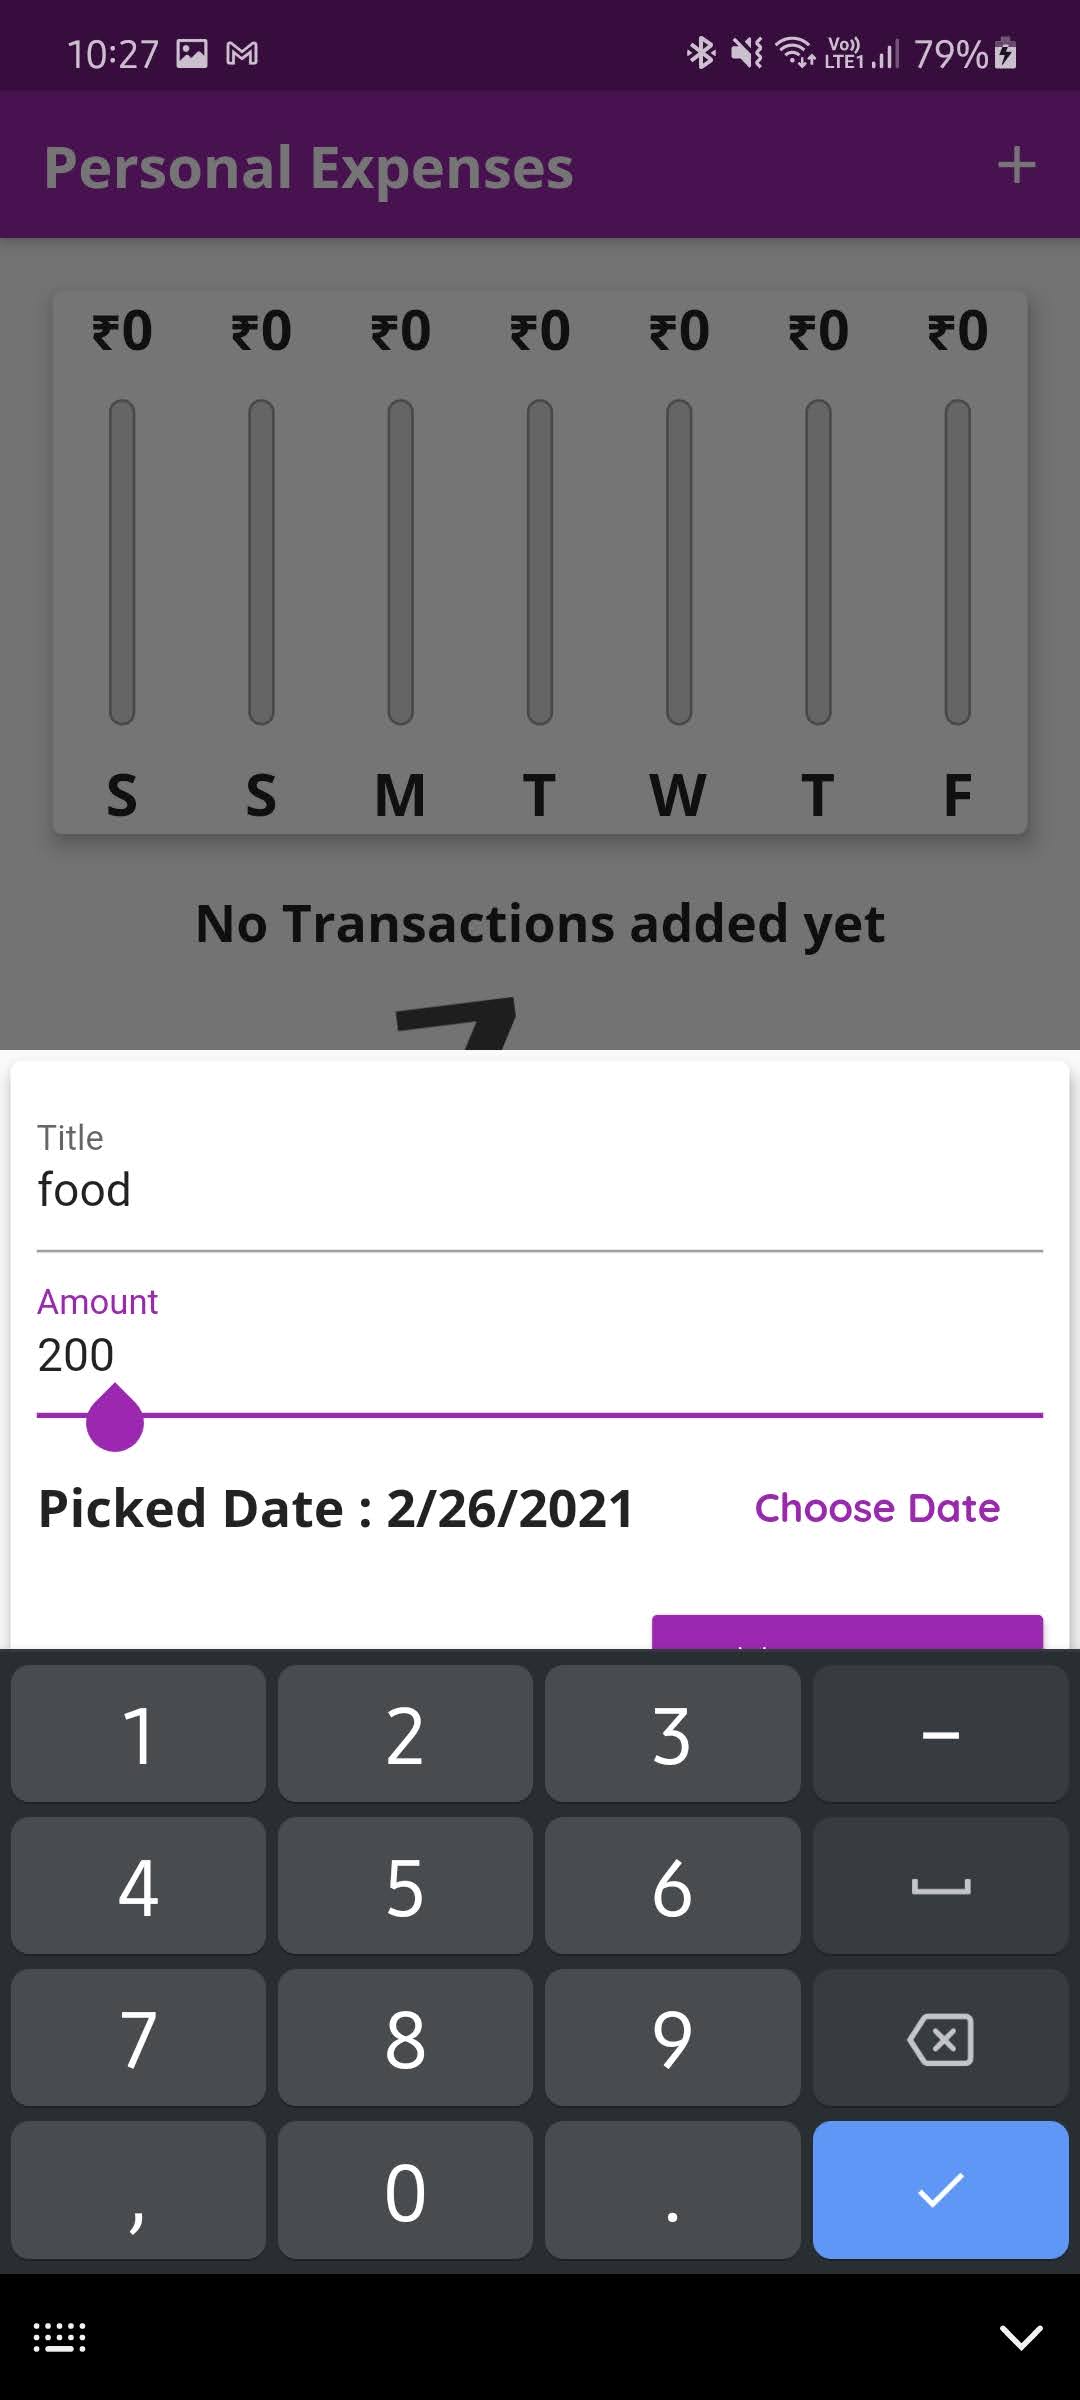 10:27 Vo)) LTE1 79%
Personal Expenses +
₹0 ₹0 ₹0 ₹0 ₹0 ₹0 ₹0
S S M T W T F
No Transactions added yet
Title
food
Amount
200
Picked Date : 2/26/2021 Choose Date
1 2 3 -
4 5 6
7 8 9
, 0 .